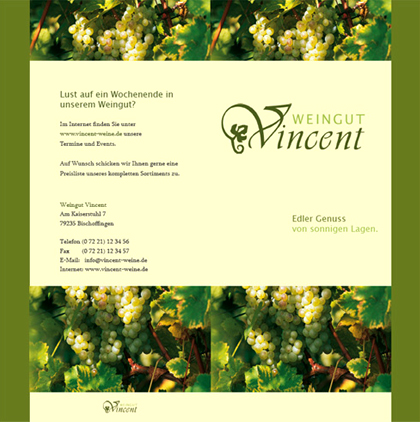 Lust auf ein Wochenende in
unserem Weingut?
Im Internet finden Sie unter
www.vincent-weine.de unsere
Termine und Events.
Auf Wunsch schicken wir Ihnen gerne eine
Preisliste unseres kompletten Sortiments zu.
Weingut Vincent
Am Kaiserstuhl 7
79235 Bischoffingen
Telefon (0 72 21) 12 34 56
Fax (0 72 21) 12 34 57
E-Mail: info@vincent-weine.de
Internet: www.vincent-weine.de
WEINGUT
Vincent
Edler Genuss
von sonnigen Lagen.
Vincent